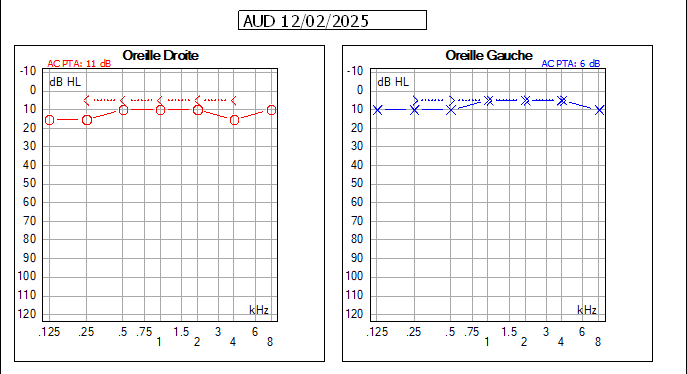 AUD 12/02/2025
Oreille Droite
AC PTA: 11 dB
dB HL
-10
0
10
20
30
40
50
60
70
80
90
100
110
120
kHz
.125 .25 .5 .75 1.5 3 6
1 2 4 8
Oreille Gauche
AC PTA: 6 dB
dB HL
-10
0
10
20
30
40
50
60
70
80
90
100
110
120
kHz
.125 .25 .5 .75 1.5 3 6
1 2 4 8